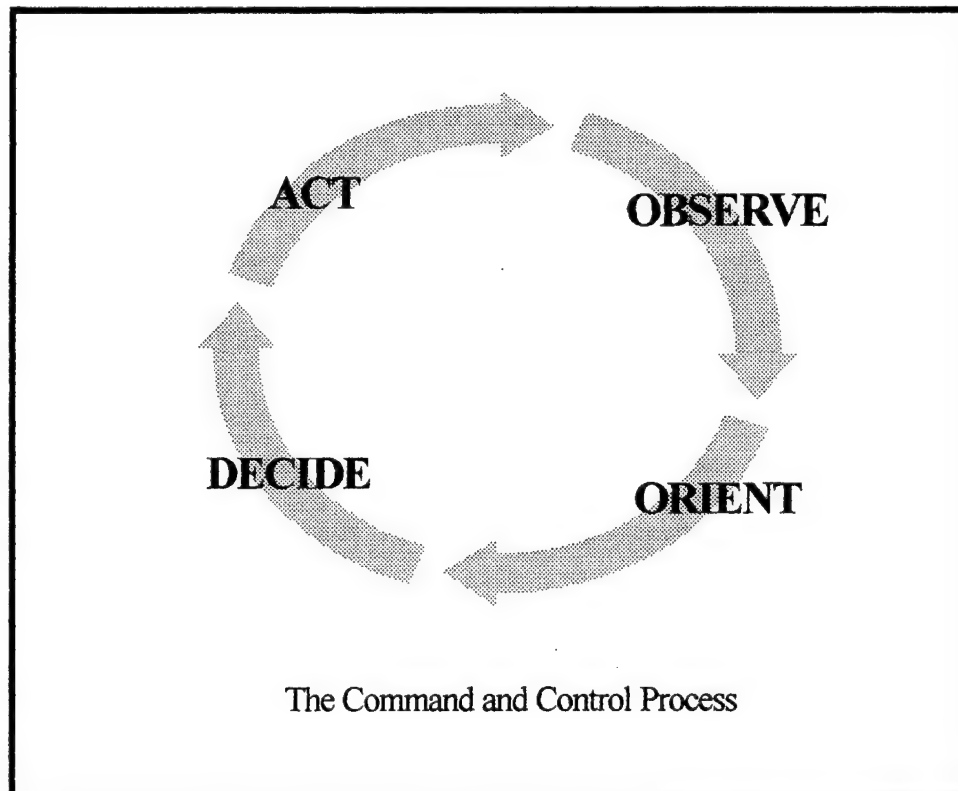 ACT
OBSERVE
DECIDE
ORIENT
The Command and Control Process